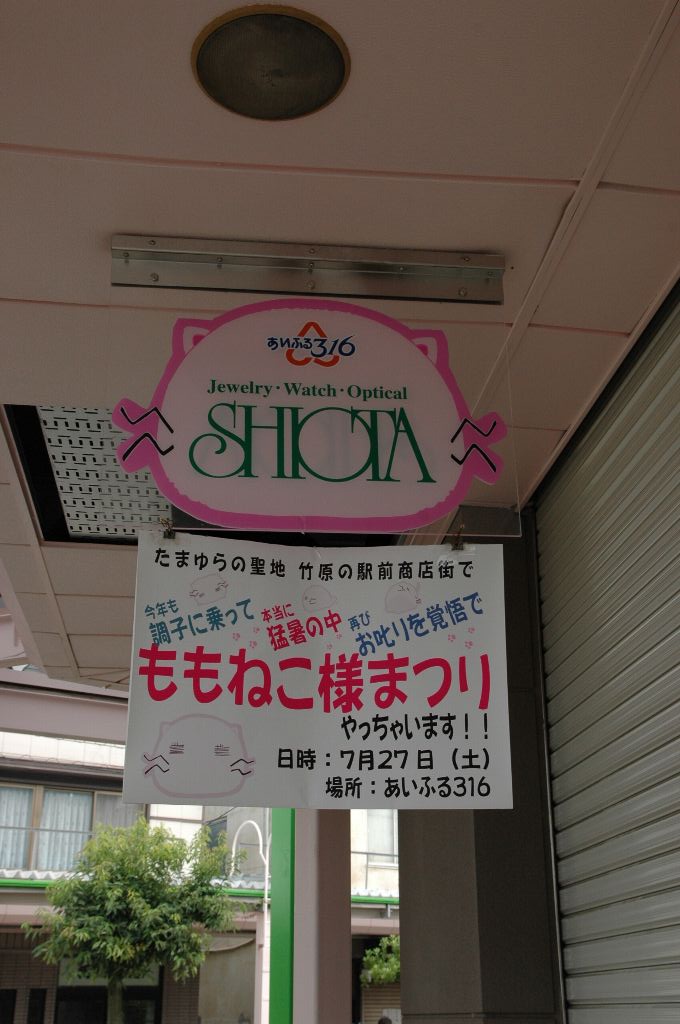 あいふる316
Jewelry・Watch・Optical
SHIOTA
たまゆらの聖地 竹原の駅前商店街で
今年も 調子に乗って 本当に 猛暑の中 再び お叱りを覚悟で
ももねこ様まつり
やっちゃいます!!
日時:7月27日(土)
場所:あいふる316